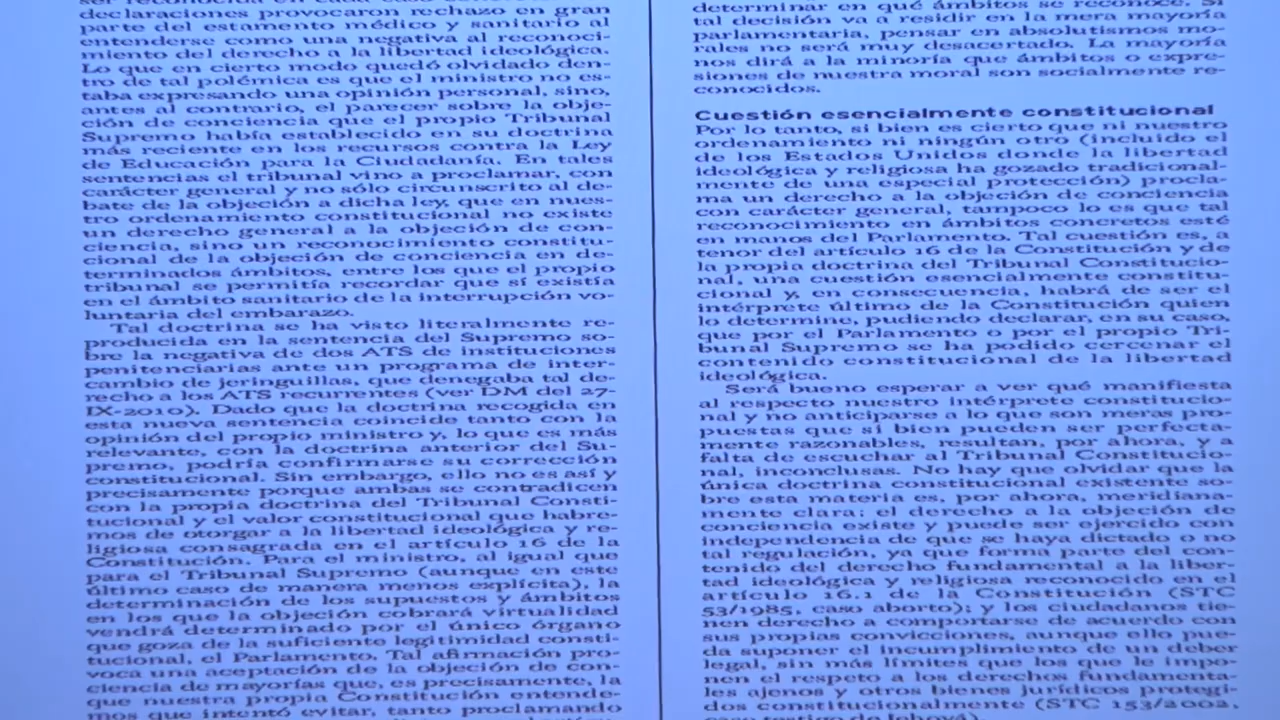 declaraciones provocaron rechazo en gran
parte del estamento médico y sanitario al
entenderse como una negativa al reconoci-
miento del derecho a la libertad ideológica.
Lo que en cierto modo quedó olvidado den-
tro de tal polémica es que el ministro no es-
taba expresando una opinión personal, sino,
antes al contrario, el parecer sobre la obje-
ción de conciencia que el propio Tribunal
Supremo había establecido en su doctrina
más reciente en los recursos contra la Ley
de Educación para la Ciudadanía. En tales
sentencias el tribunal vino a proclamar, con
carácter general y no sólo circunscrito al de-
bate de la objeción a dicha ley, que en nues-
tro ordenamiento constitucional no existe
un derecho general a la objeción de con-
ciencia, sino un reconocimiento constitu-
cional de la objeción de conciencia en de-
terminados ámbitos, entre los que el propio
tribunal se permitía recordar que sí existía
en el ámbito sanitario de la interrupción vo-
luntaria del embarazo.
Tal doctrina se ha visto literalmente re-
producida en la sentencia del Supremo so-
bre la negativa de dos ATS de instituciones
penitenciarias ante un programa de inter-
cambio de jeringuillas, que denegaba tal de-
recho a los ATS recurrentes (ver DM del 27-
IX-2010). Dado que la doctrina recogida en
esta nueva sentencia coincide tanto con la
opinión del propio ministro y, lo que es más
relevante, con la doctrina anterior del Su-
premo, podría confirmarse su corrección
constitucional. Sin embargo, ello no es así y
precisamente porque ambas se contradicen
con la propia doctrina del Tribunal Consti-
tucional y el valor constitucional que habre-
mos de otorgar a la libertad ideológica y re-
ligiosa consagrada en el artículo 16 de la
Constitución. Para el ministro, al igual que
para el Tribunal Supremo (aunque en este
último caso de manera menos explícita), la
determinación de los supuestos y ámbitos
en los que la objeción cobrará virtualidad
vendrá determinado por el único órgano
que goza de la suficiente legitimidad consti-
tucional, el Parlamento. Tal afirmación pro-
voca una aceptación de la objeción de con-
ciencia de mayorías que, es precisamente, la
que nuestra propia Constitución entende-
mos que intentó evitar, tanto proclamando
determinar en qué ámbitos se reconoce. Si
tal decisión va a residir en la mera mayoría
parlamentaria, pensar en absolutismos mo-
rales no será muy desacertado. La mayoría
nos dirá a la minoría que ámbitos o expre-
siones de nuestra moral son socialmente re-
conocidos.
Cuestión esencialmente constitucional
Por lo tanto, si bien es cierto que ni nuestro
ordenamiento ni ningún otro (incluido el
de los Estados Unidos donde la libertad
ideológica y religiosa ha gozado tradicional-
mente de una especial protección) procla-
ma un derecho a la objeción de conciencia
con carácter general, tampoco lo es que tal
reconocimiento en ámbitos concretos esté
en manos del Parlamento. Tal cuestión es, a
tenor del artículo 16 de la Constitución y de
la propia doctrina del Tribunal Constitucio-
nal, una cuestión esencialmente constitu-
cional y, en consecuencia, habrá de ser el
intérprete último de la Constitución quien
lo determine, pudiendo declarar, en su caso,
que por el Parlamento o por el propio Tri-
bunal Supremo se ha podido cercenar el
contenido constitucional de la libertad
ideológica.
Será bueno esperar a ver qué manifiesta
al respecto nuestro intérprete constitucio-
nal y no anticiparse a lo que son meras pro-
puestas que si bien pueden ser perfecta-
mente razonables, resultan, por ahora, y a
falta de escuchar al Tribunal Constitucio-
nal, inconclusas. No hay que olvidar que la
única doctrina constitucional existente so-
bre esta materia es, por ahora, meridiana-
mente clara: el derecho a la objeción de
conciencia existe y puede ser ejercido con
independencia de que se haya dictado o no
tal regulación, ya que forma parte del con-
tenido del derecho fundamental a la liber-
tad ideológica y religiosa reconocido en el
artículo 16.1 de la Constitución (STC
53/1985, caso aborto); y los ciudadanos tie-
nen derecho a comportarse de acuerdo con
sus propias convicciones, aunque ello pue-
da suponer el incumplimiento de un deber
legal, sin más límites que los que le impo-
nen el respeto a los derechos fundamenta-
les ajenos y otros bienes jurídicos protegi-
dos constitucionalmente (STC 153/2002,